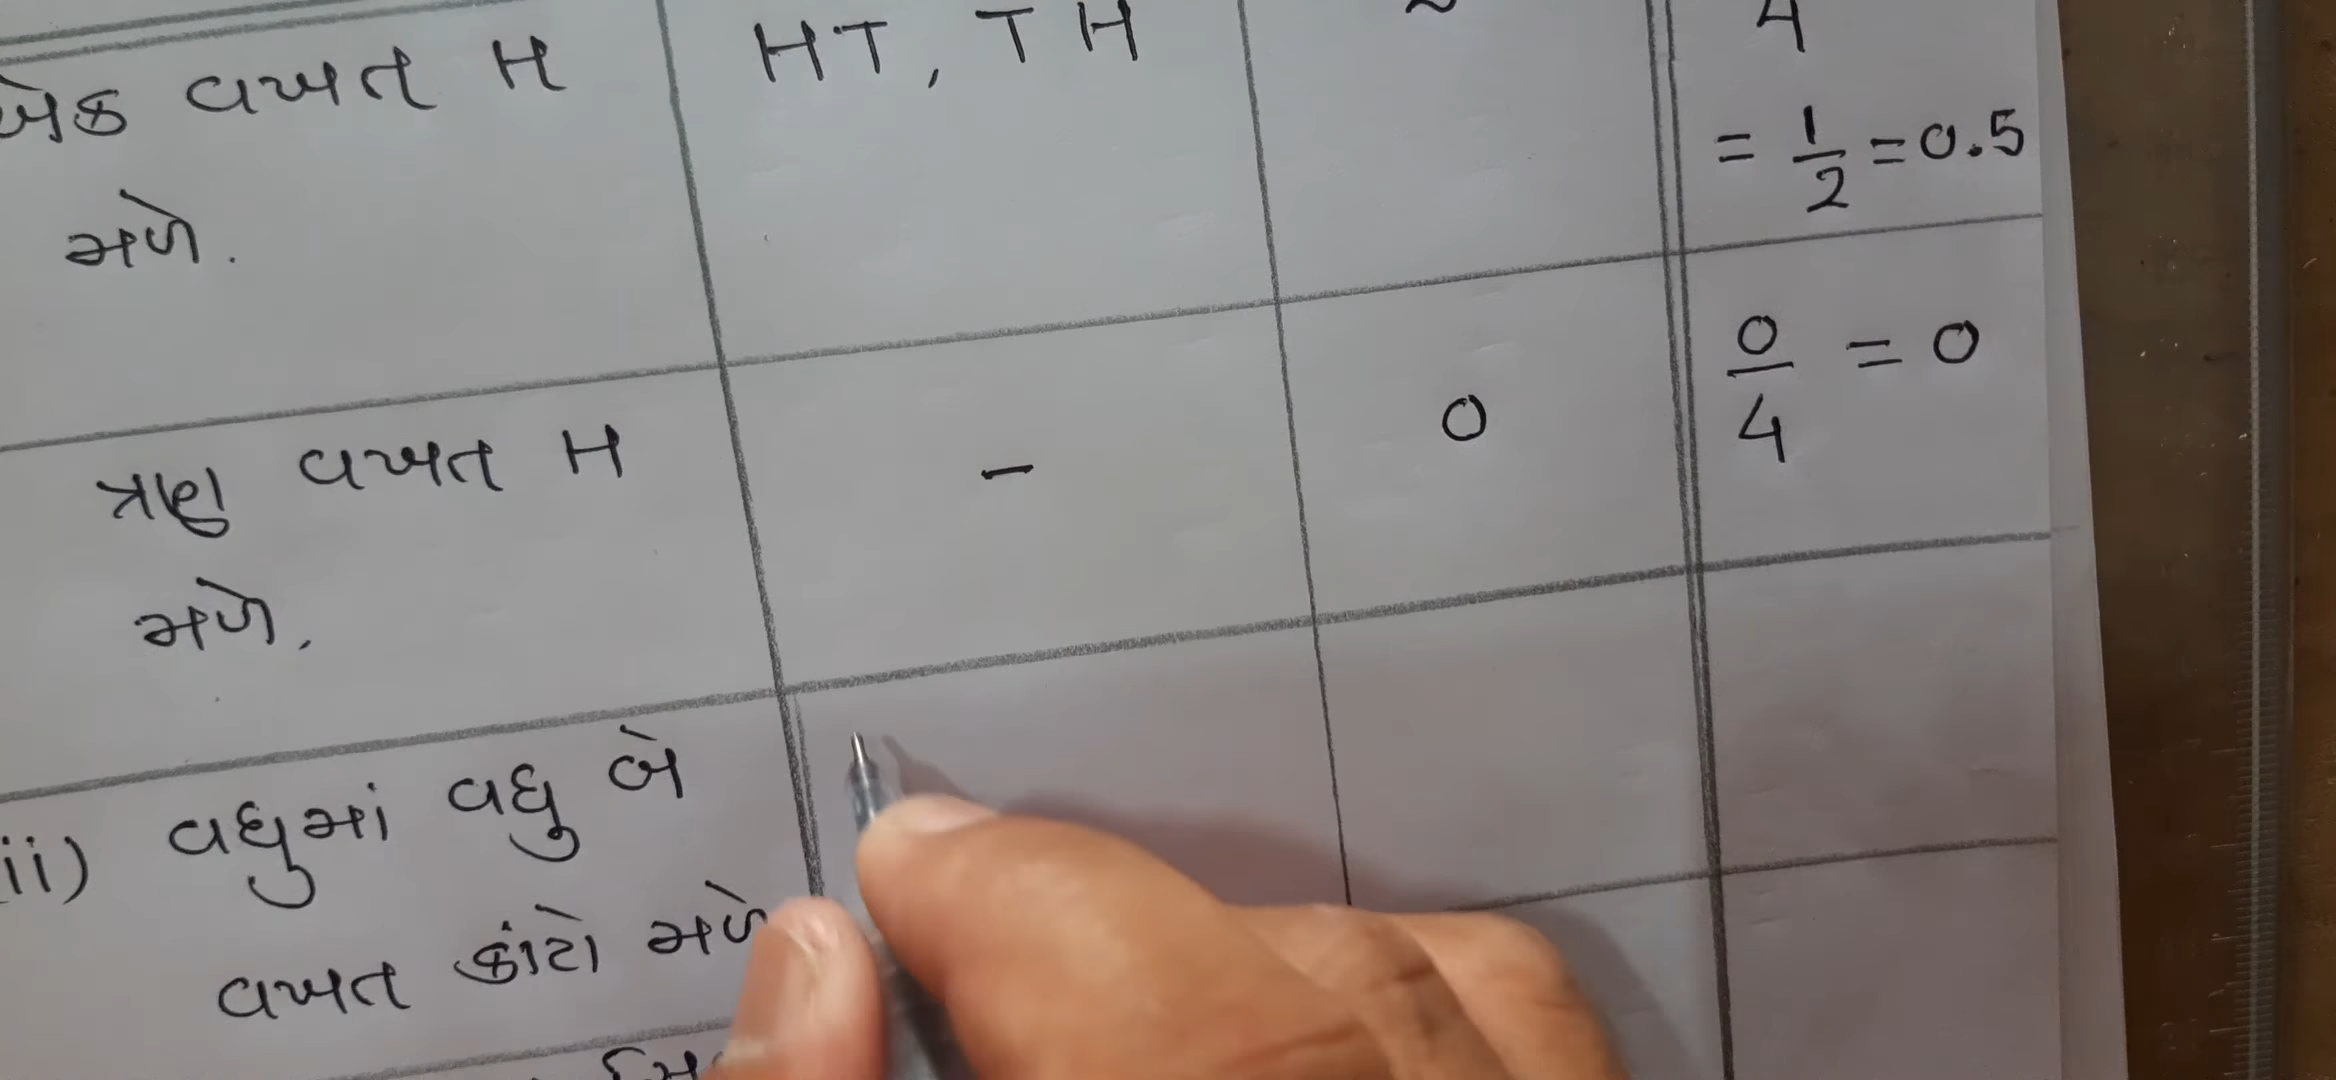 એક વખત H HT, TH 4
= 1/2 = 0.5
મળે.
ત્રણ વખત H - 0 0/4 = 0
મળે.
ii) વધુમાં વધુ બે
વખત કાંટો મળે